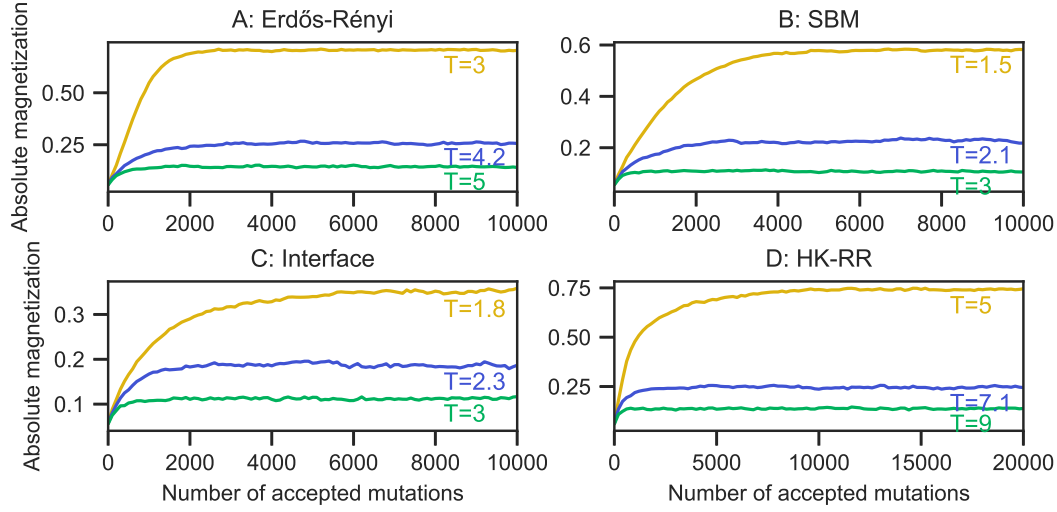 A: Erdős-Rényi
Absolute magnetization
0.50
0.25
T=3
T=4.2
T=5
0 2000 4000 6000 8000 10000
B: SBM
0.6
0.4
0.2
T=1.5
T=2.1
T=3
0 2000 4000 6000 8000 10000
C: Interface
Absolute magnetization
0.3
0.2
0.1
T=1.8
T=2.3
T=3
0 2000 4000 6000 8000 10000
Number of accepted mutations
D: HK-RR
0.75
0.50
0.25
T=5
T=7.1
T=9
0 5000 10000 15000 20000
Number of accepted mutations